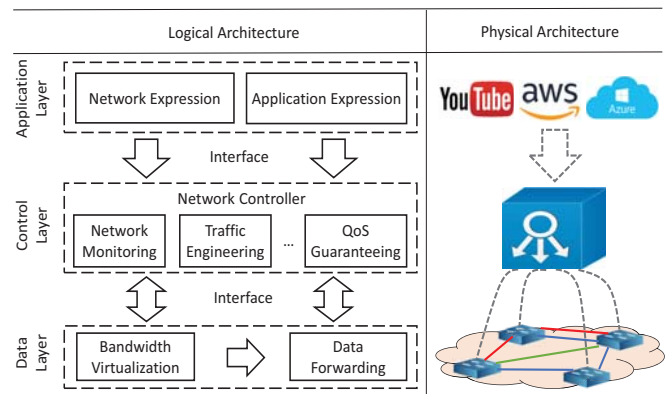 Logical Architecture
Physical Architecture
Application
Layer
Network Expression
Application Expression
YouTube
aws
Azure
Interface
Control
Layer
Network Controller
Network
Monitoring
Traffic
Engineering
...
QoS
Guaranteeing
Interface
Data
Layer
Bandwidth
Virtualization
Data
Forwarding